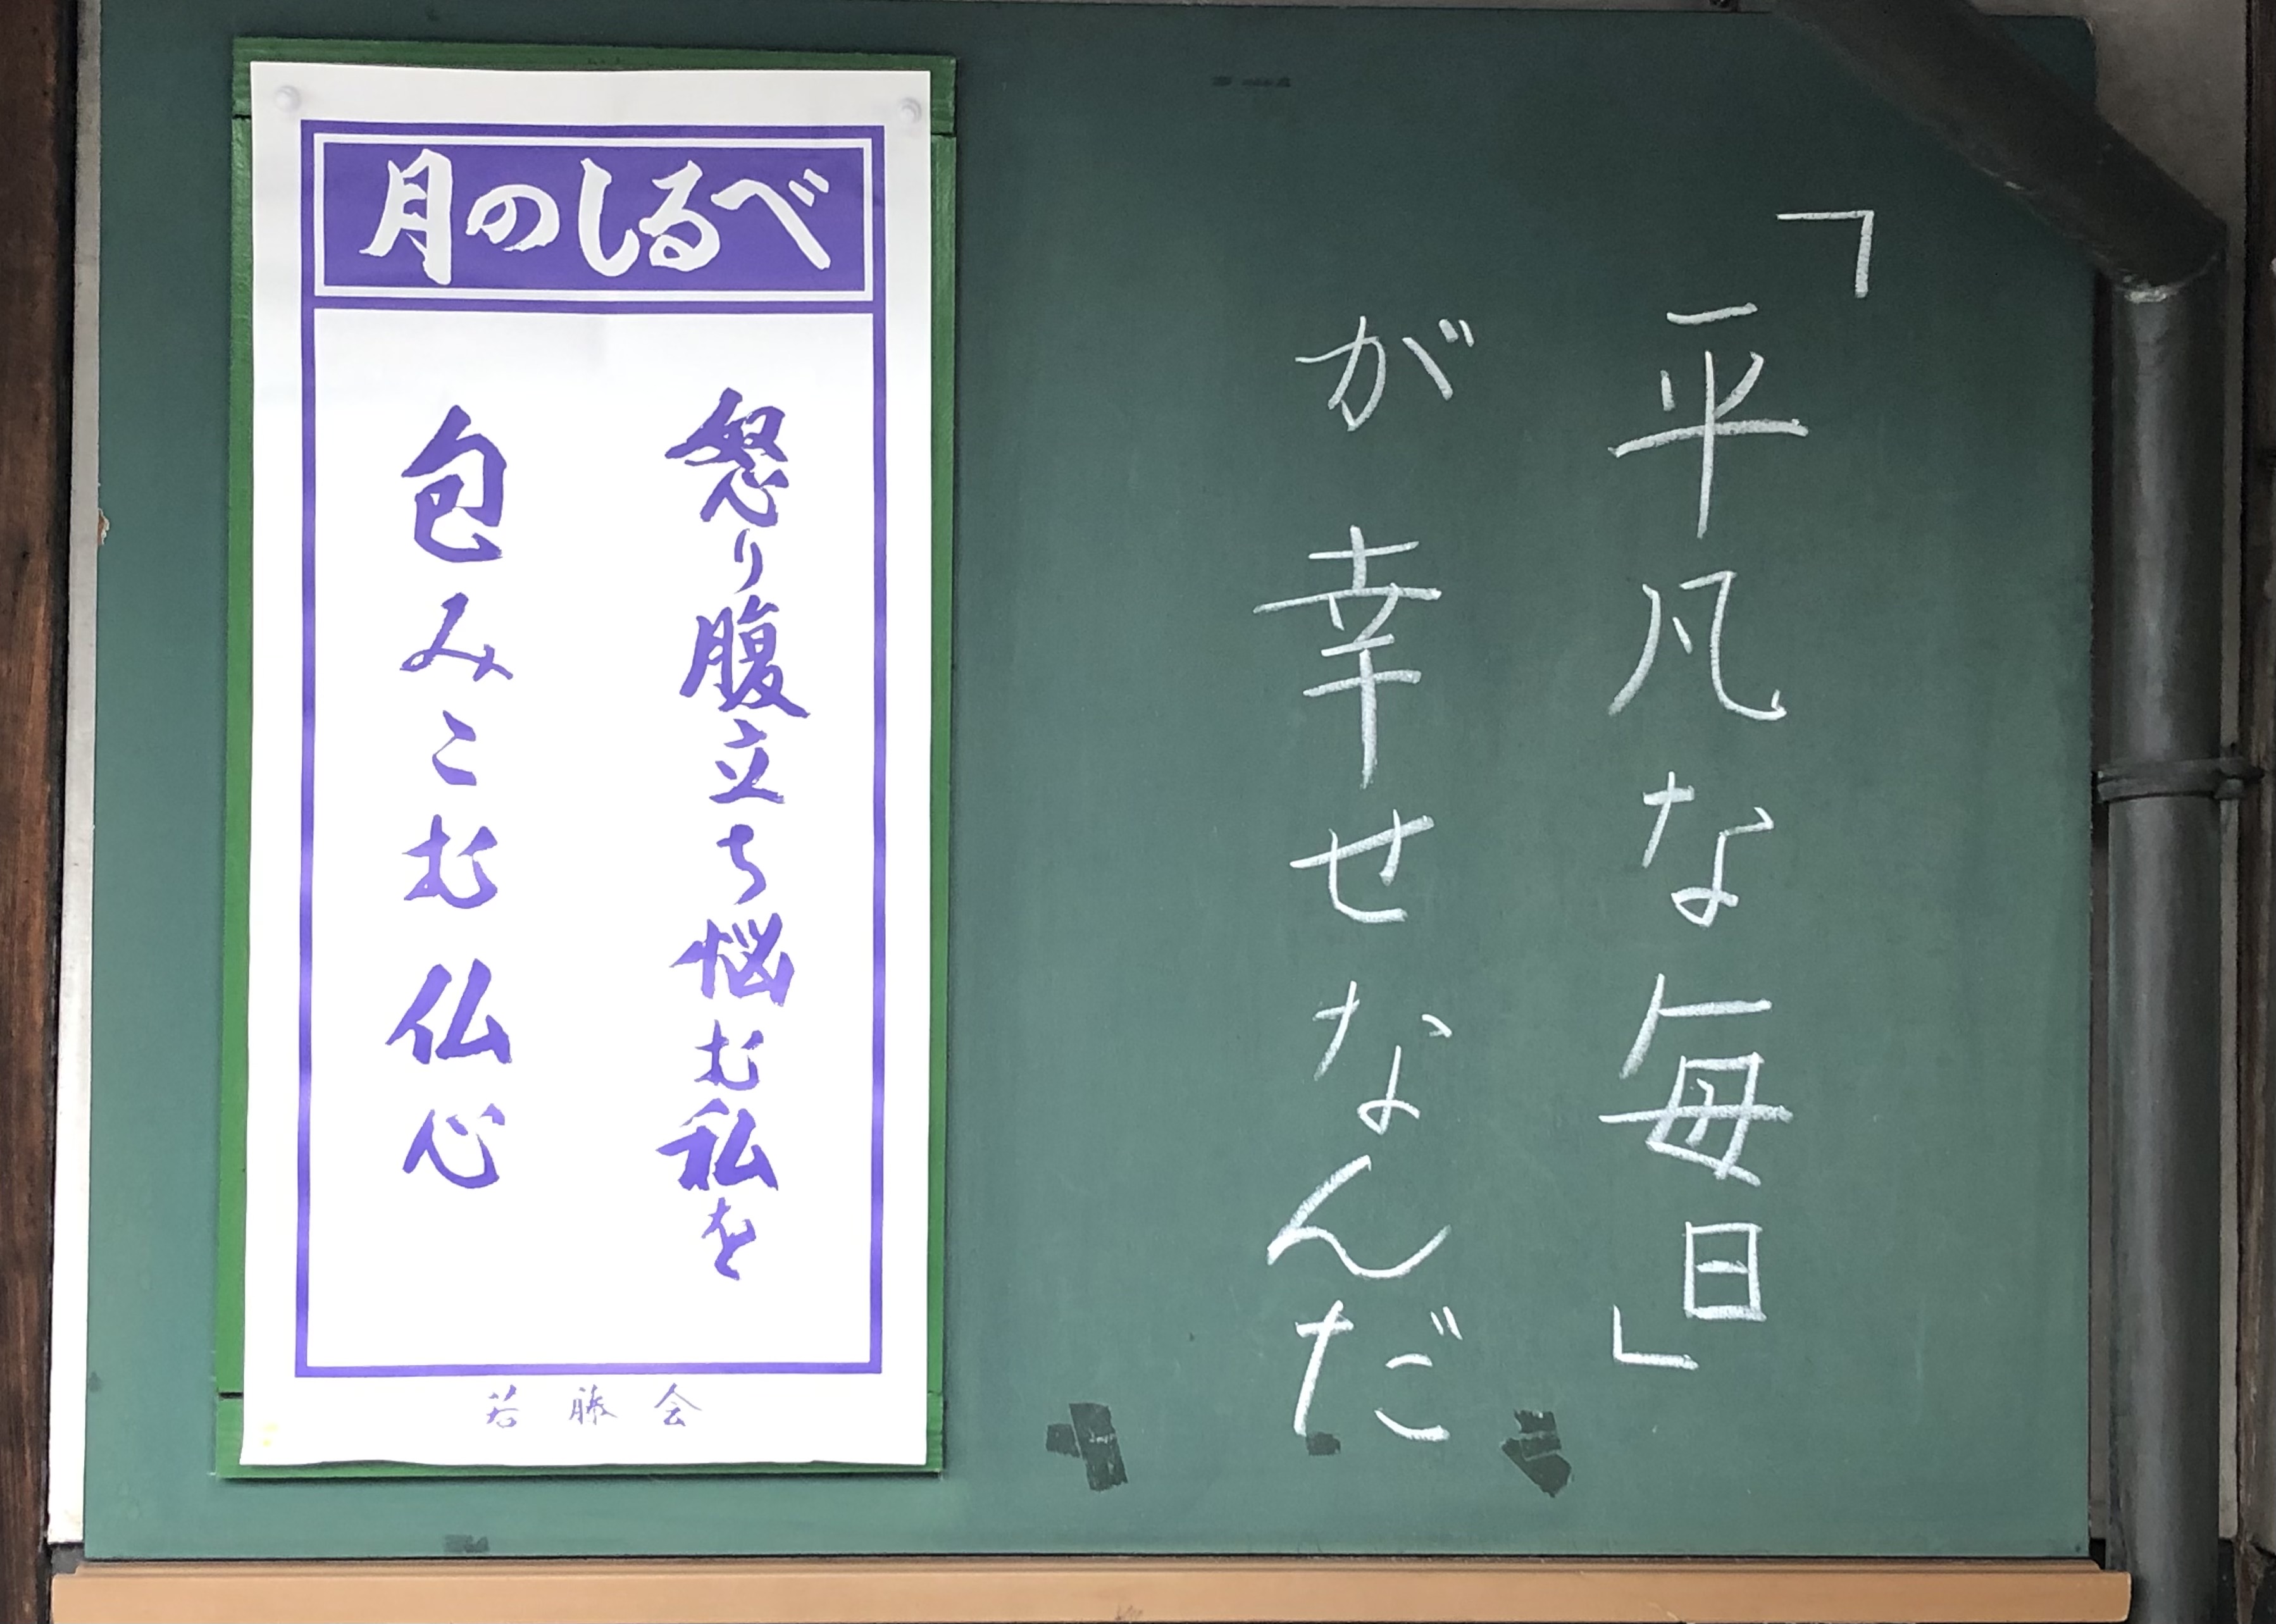 月のしるべ
怒り腹立ち悩む私を
包みこむ仏心
若藤会
「平凡な毎日」
が幸せなんだ